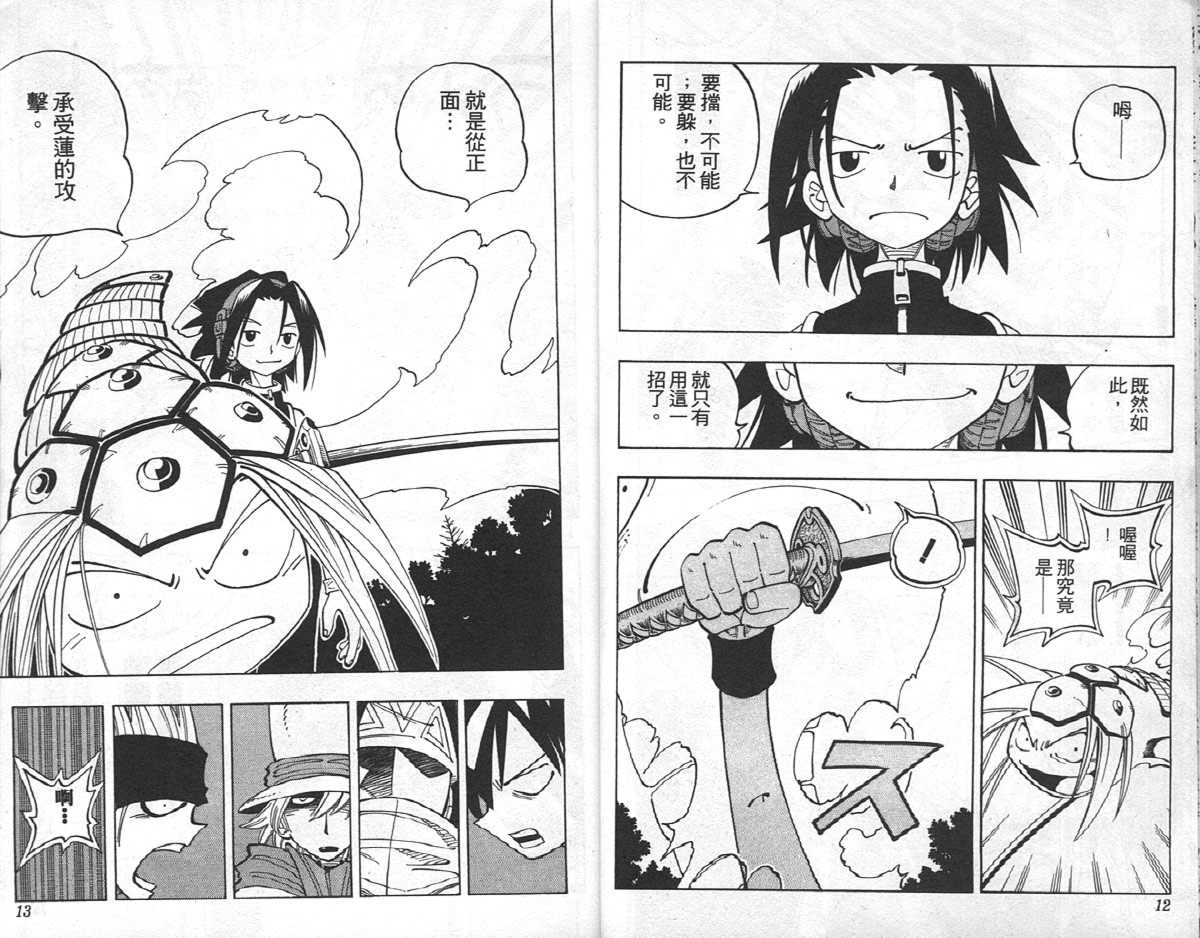 呣——
要擋，不可能
；要躲，也不
可能。
既然如
此，
就只有
用這一
招了。
喔喔
！
那究竟
是——
！
ス
12
就是從正
面…
承受蓮的攻
擊。
啊……
13